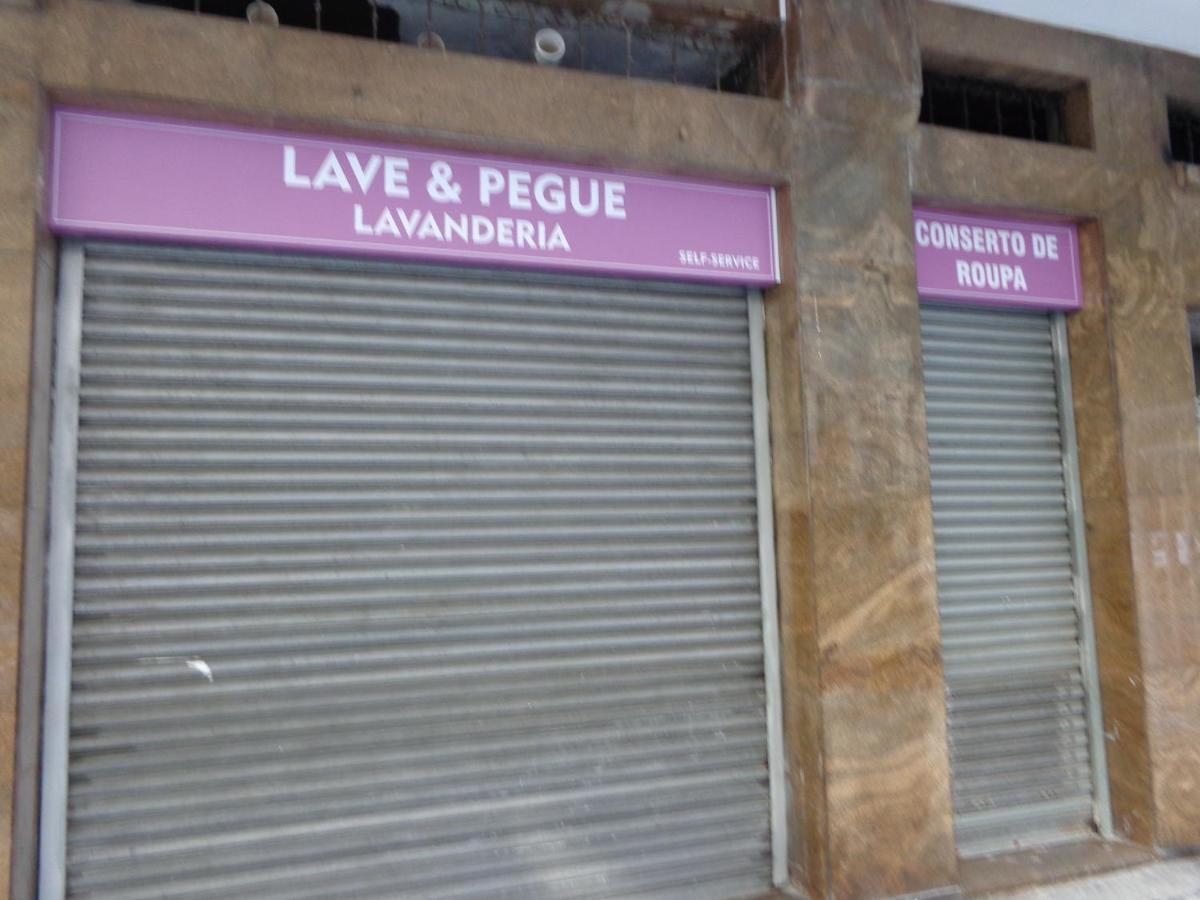 LAVE & PEGUE
LAVANDERIA
SELF-SERVICE
CONSERTO DE
ROUPA